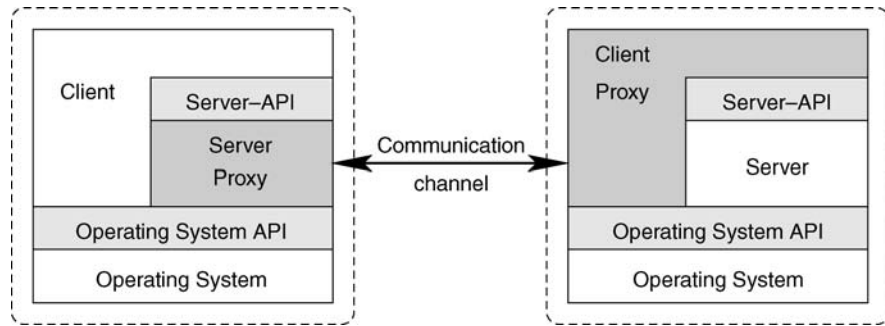 Client
Server–API
Server
Proxy
Operating System API
Operating System
Communication
channel
Client
Proxy
Server–API
Server
Operating System API
Operating System